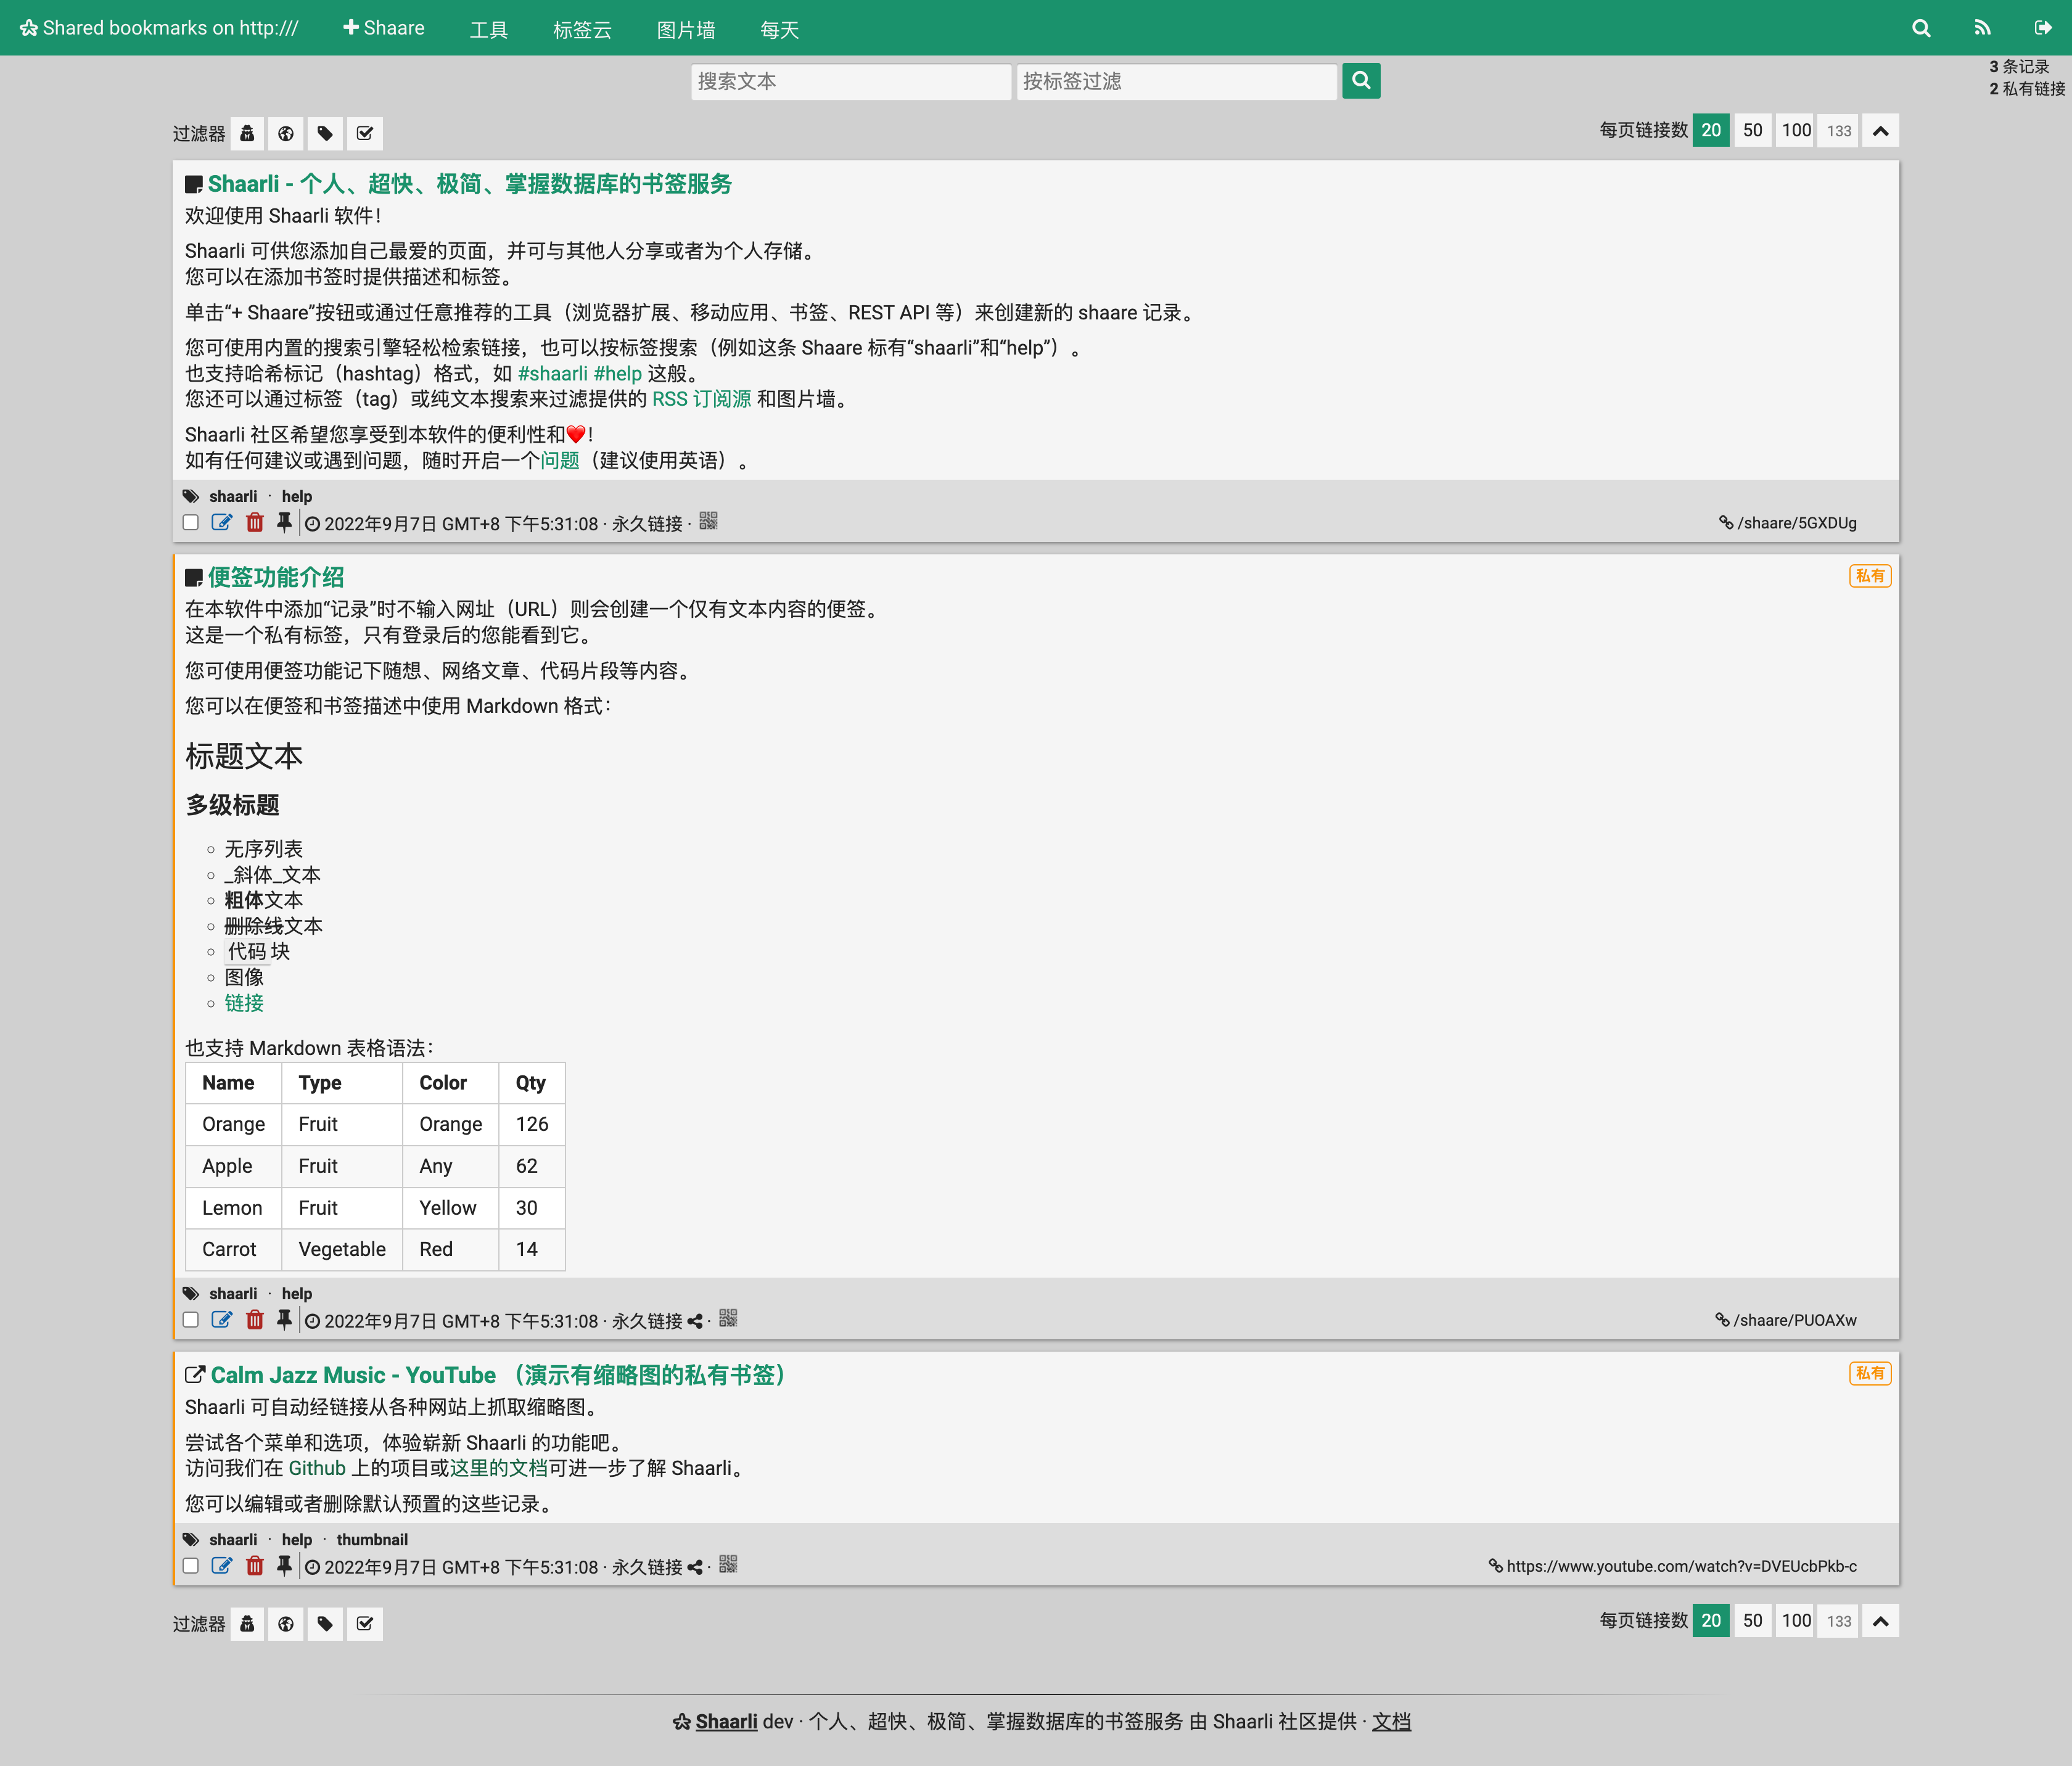 Shared bookmarks on http:/// Shaare 工具 标签云 图片墙 每天
搜索文本 按标签过滤
3 条记录
2 私有链接
过滤器 每页链接数 20 50 100 133
Shaarli - 个人、超快、极简、掌握数据库的书签服务
欢迎使用 Shaarli 软件！
Shaarli 可供您添加自己最爱的页面，并可与其他人分享或者为个人存储。
您可以在添加书签时提供描述和标签。
单击“+ Shaare”按钮或通过任意推荐的工具（浏览器扩展、移动应用、书签、REST API 等）来创建新的 shaare 记录。
您可使用内置的搜索引擎轻松检索链接，也可以按标签搜索（例如这条 Shaare 标有“shaarli”和“help”）。
也支持哈希标记（hashtag）格式，如 #shaarli #help 这般。
您还可以通过标签（tag）或纯文本搜索来过滤提供的 RSS 订阅源 和图片墙。
Shaarli 社区希望您享受到本软件的便利性和❤️！
如有任何建议或遇到问题，随时开启一个问题（建议使用英语）。
shaarli · help
2022年9月7日 GMT+8 下午5:31:08 · 永久链接 · /shaare/5GXDUg
便签功能介绍 私有
在本软件中添加“记录”时不输入网址（URL）则会创建一个仅有文本内容的便签。
这是一个私有标签，只有登录后的您能看到它。
您可使用便签功能记下随想、网络文章、代码片段等内容。
您可以在便签和书签描述中使用 Markdown 格式：
标题文本
多级标题
无序列表
_斜体_文本
粗体文本
删除线文本
代码 块
图像
链接
也支持 Markdown 表格语法：
Name Type Color Qty
Orange Fruit Orange 126
Apple Fruit Any 62
Lemon Fruit Yellow 30
Carrot Vegetable Red 14
shaarli · help
2022年9月7日 GMT+8 下午5:31:08 · 永久链接 · /shaare/PUOAXw
Calm Jazz Music - YouTube （演示有缩略图的私有书签） 私有
Shaarli 可自动经链接从各种网站上抓取缩略图。
尝试各个菜单和选项，体验崭新 Shaarli 的功能吧。
访问我们在 Github 上的项目或这里的文档可进一步了解 Shaarli。
您可以编辑或者删除默认预置的这些记录。
shaarli · help · thumbnail
2022年9月7日 GMT+8 下午5:31:08 · 永久链接 · https://www.youtube.com/watch?v=DVEUcbPkb-c
过滤器 每页链接数 20 50 100 133
Shaarli dev · 个人、超快、极简、掌握数据库的书签服务 由 Shaarli 社区提供 · 文档